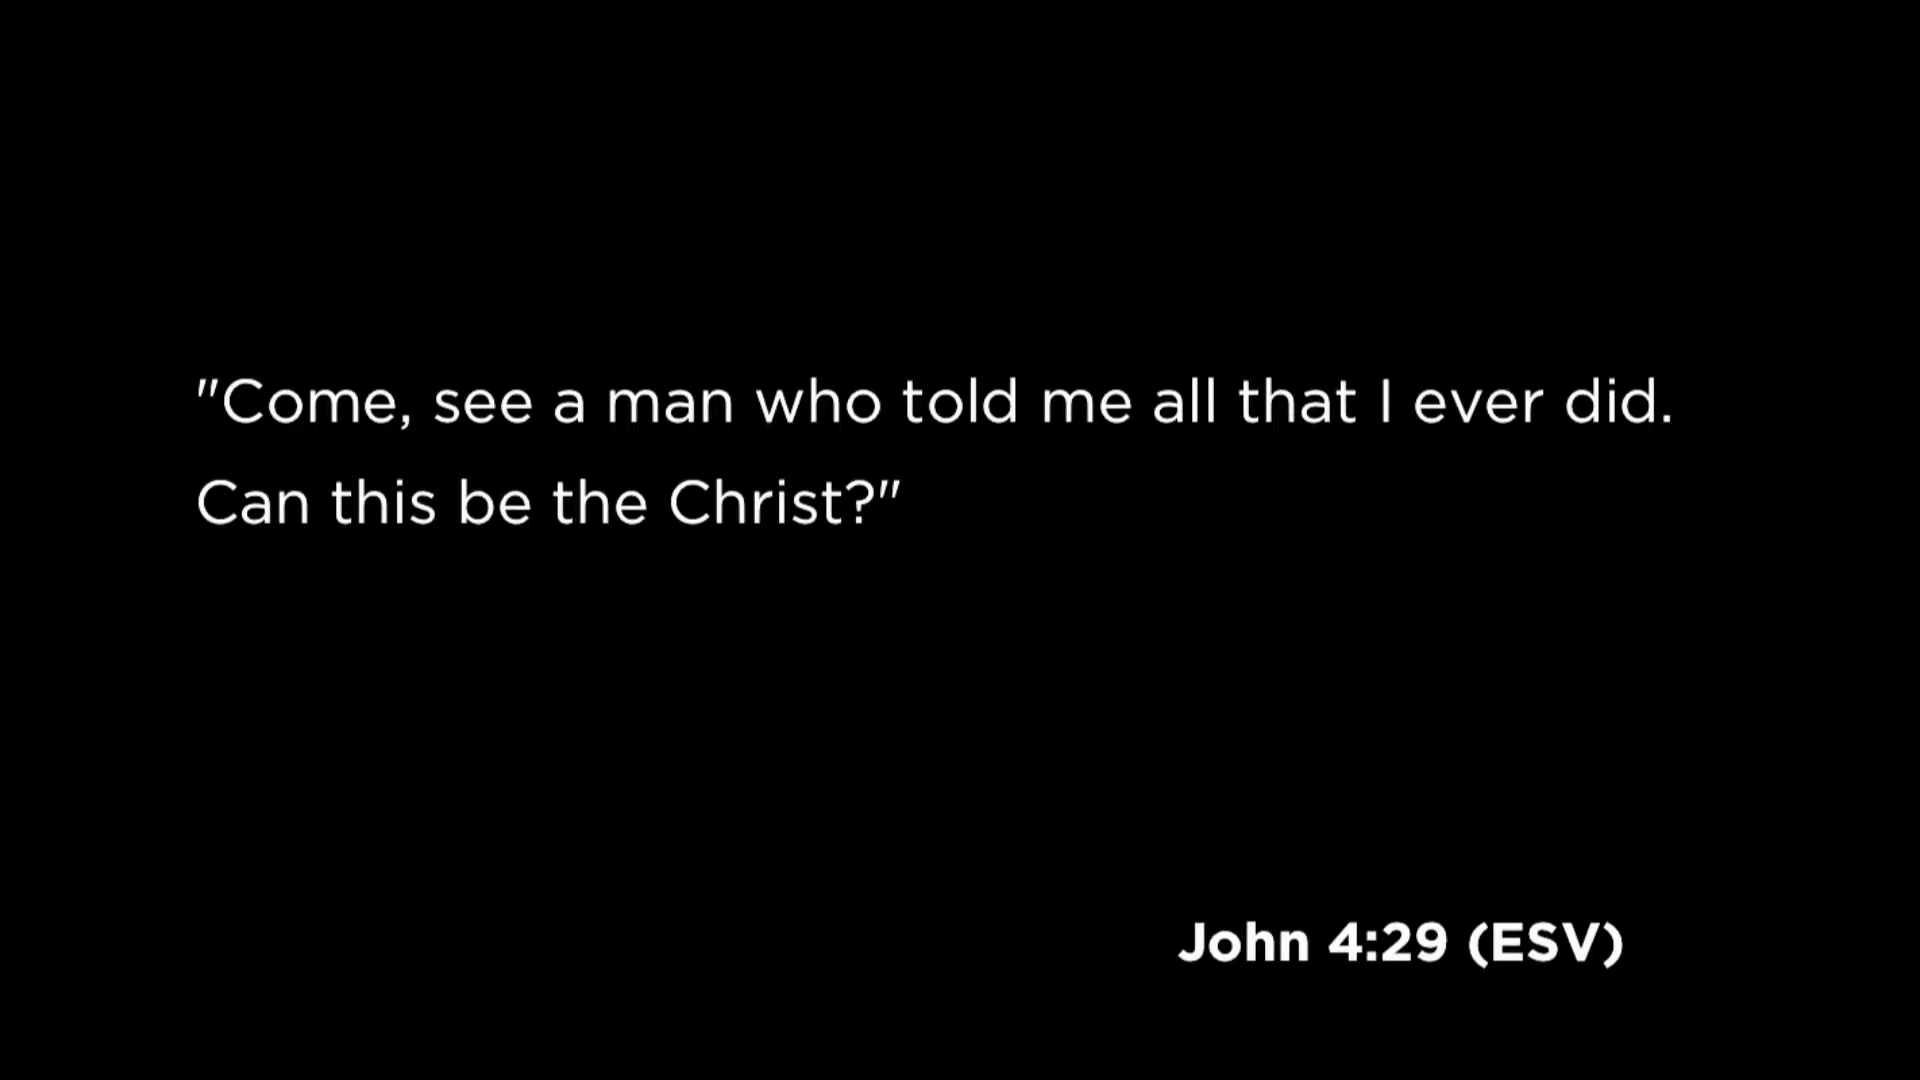 "Come, see a man who told me all that I ever did.
Can this be the Christ?"
John 4:29 (ESV)